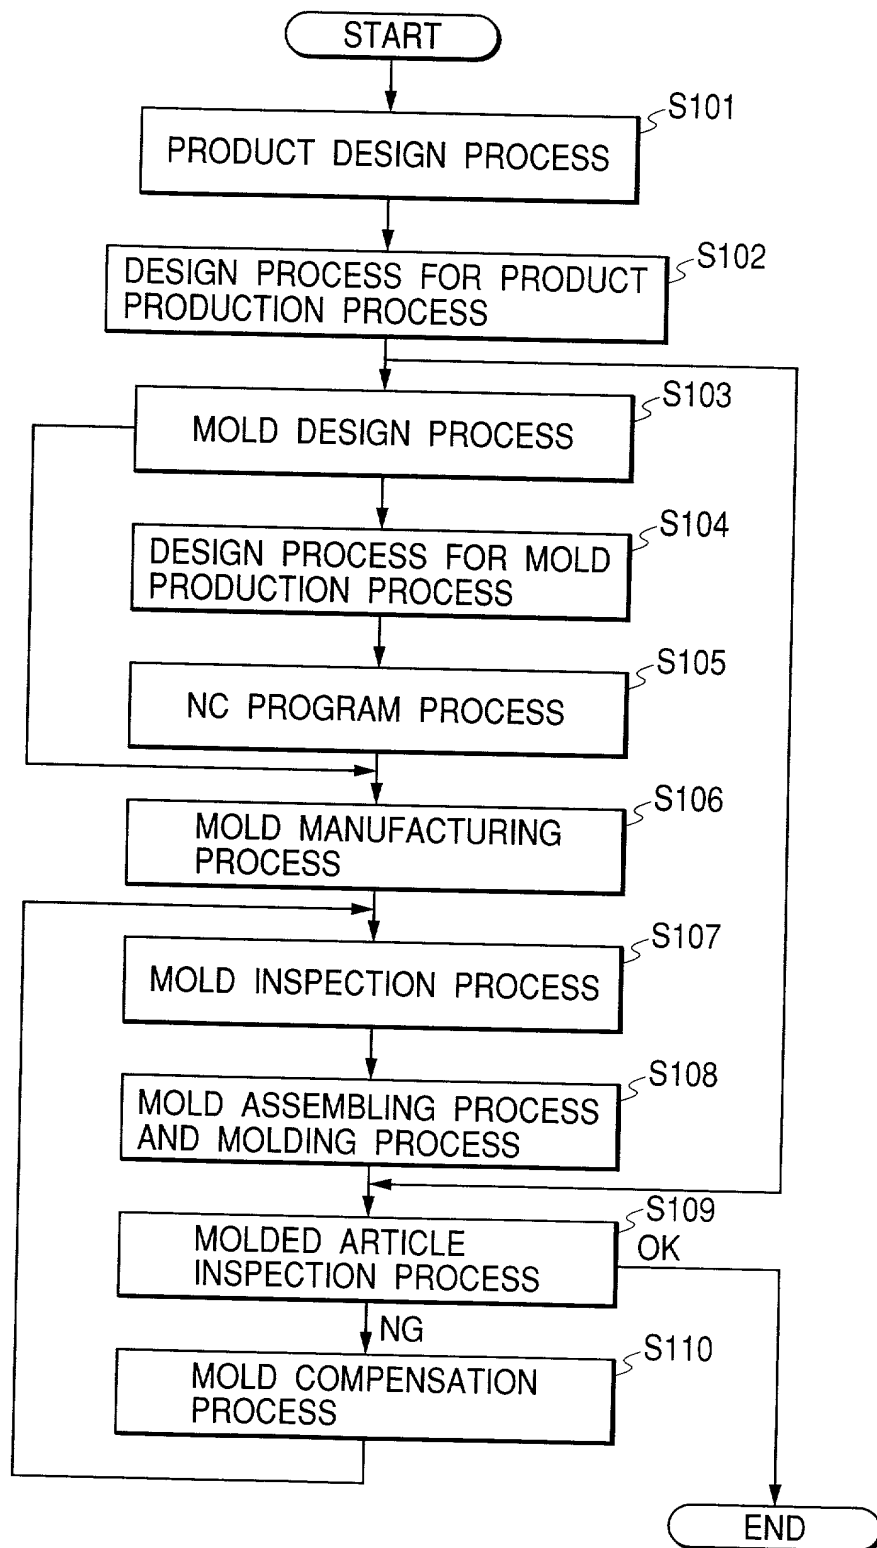 START
S101
PRODUCT DESIGN PROCESS
S102
DESIGN PROCESS FOR PRODUCT
PRODUCTION PROCESS
S103
MOLD DESIGN PROCESS
S104
DESIGN PROCESS FOR MOLD
PRODUCTION PROCESS
S105
NC PROGRAM PROCESS
S106
MOLD MANUFACTURING
PROCESS
S107
MOLD INSPECTION PROCESS
S108
MOLD ASSEMBLING PROCESS
AND MOLDING PROCESS
S109
MOLDED ARTICLE
INSPECTION PROCESS
OK
NG
S110
MOLD COMPENSATION
PROCESS
END